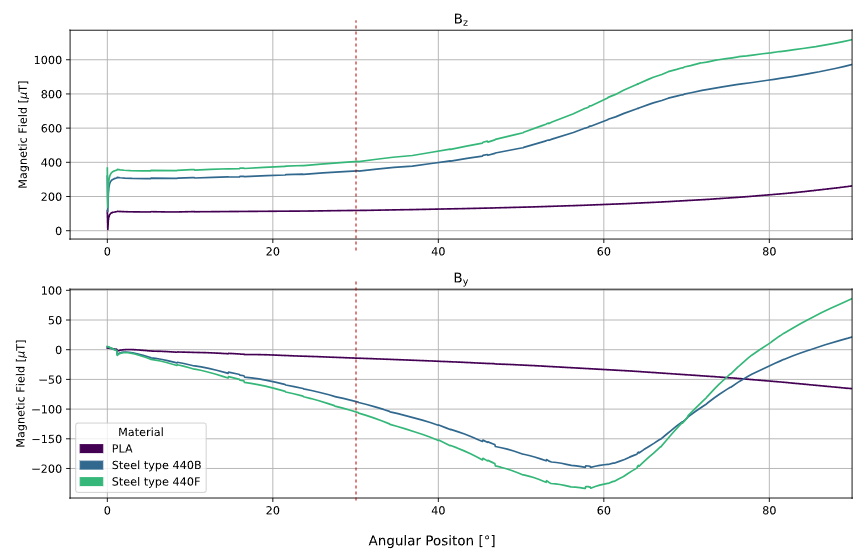 B_z
Magnetic Field [µT]
1000
800
600
400
200
0
0 20 40 60 80
B_y
Magnetic Field [µT]
100
50
0
−50
−100
−150
−200
Material
PLA
Steel type 440B
Steel type 440F
0 20 40 60 80
Angular Positon [°]